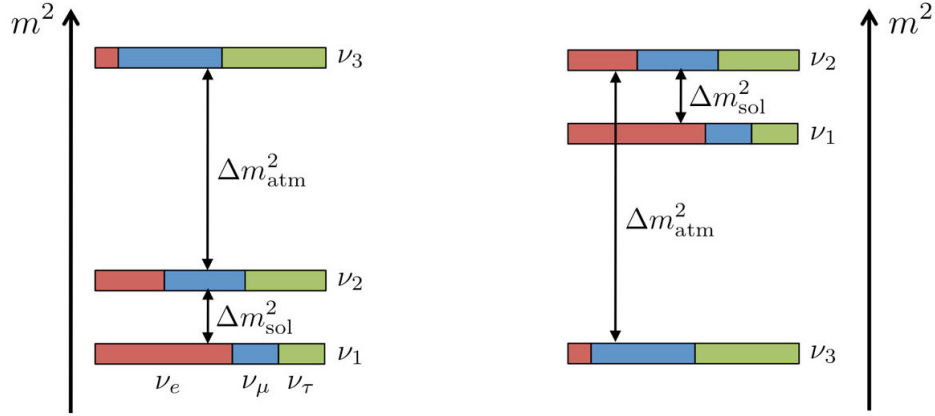 m² m²
ν₃ ν₂
Δm²sol
ν₁
Δm²atm
Δm²atm
ν₂
Δm²sol
ν₁ ν₃
νe νμ ντ